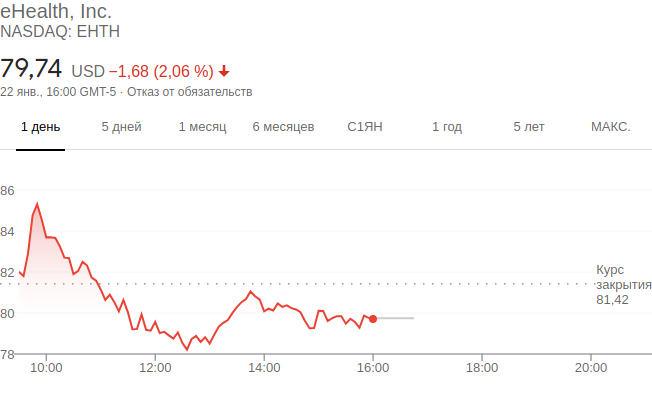 eHealth, Inc.
NASDAQ: EHTH
79,74 USD −1,68 (2,06 %)
22 янв., 16:00 GMT-5 · Отказ от обязательств
1 день 5 дней 1 месяц 6 месяцев С1ЯН 1 год 5 лет МАКС.
86
84
82
80
78
Курс
закрытия
81,42
10:00 12:00 14:00 16:00 18:00 20:00